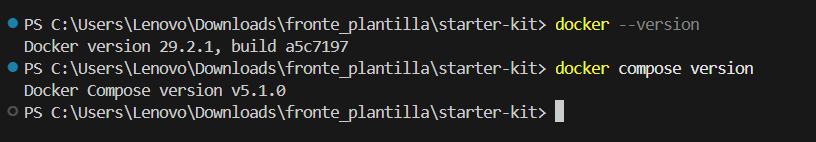 PS C:\Users\Lenovo\Downloads\fronte_plantilla\starter-kit> docker --version
Docker version 29.2.1, build a5c7197
PS C:\Users\Lenovo\Downloads\fronte_plantilla\starter-kit> docker compose version
Docker Compose version v5.1.0
PS C:\Users\Lenovo\Downloads\fronte_plantilla\starter-kit>